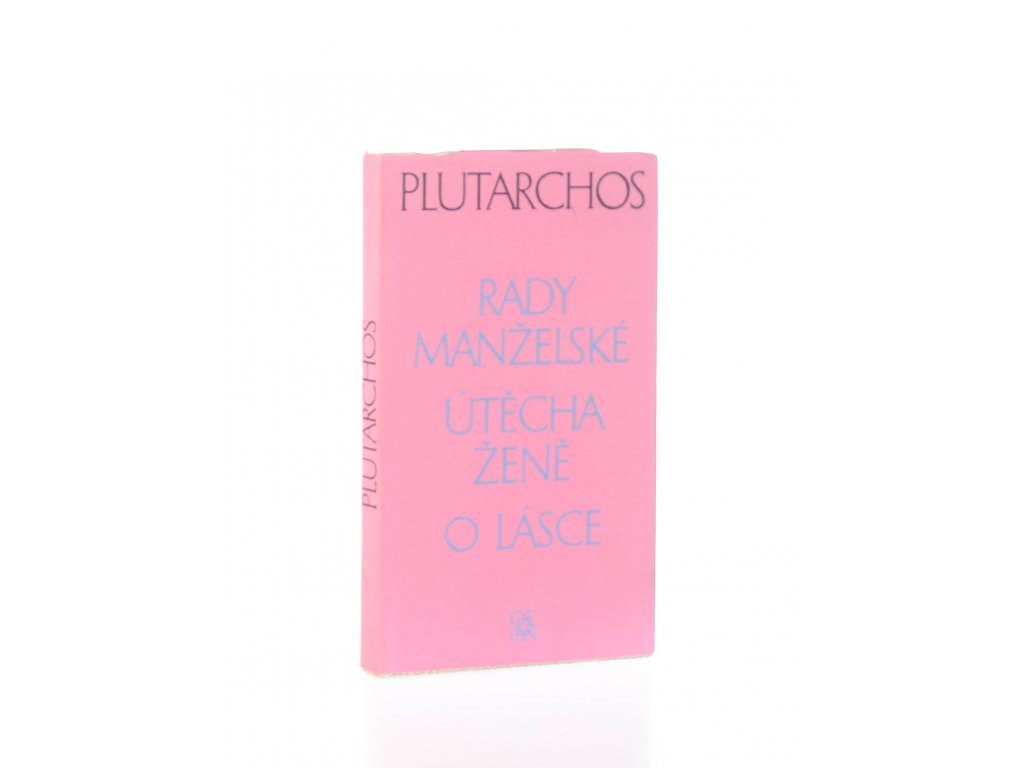 PLUTARCHOS
RADY
MANŽELSKÉ
ÚTĚCHA
ŽENĚ
O LÁSCE
PLUTARCHOS